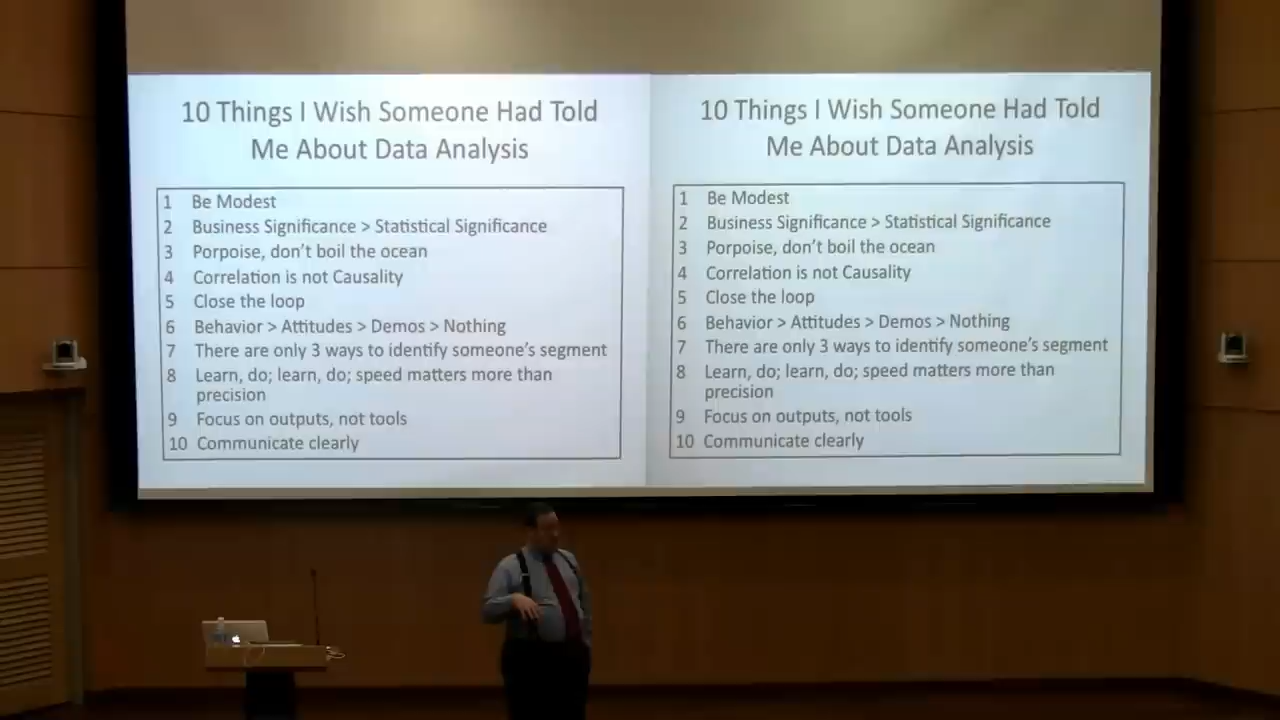 10 Things I Wish Someone Had Told
Me About Data Analysis
1 Be Modest
2 Business Significance > Statistical Significance
3 Porpoise, don't boil the ocean
4 Correlation is not Causality
5 Close the loop
6 Behavior > Attitudes > Demos > Nothing
7 There are only 3 ways to identify someone's segment
8 Learn, do; learn, do; speed matters more than
precision
9 Focus on outputs, not tools
10 Communicate clearly
10 Things I Wish Someone Had Told
Me About Data Analysis
1 Be Modest
2 Business Significance > Statistical Significance
3 Porpoise, don't boil the ocean
4 Correlation is not Causality
5 Close the loop
6 Behavior > Attitudes > Demos > Nothing
7 There are only 3 ways to identify someone's segment
8 Learn, do; learn, do; speed matters more than
precision
9 Focus on outputs, not tools
10 Communicate clearly